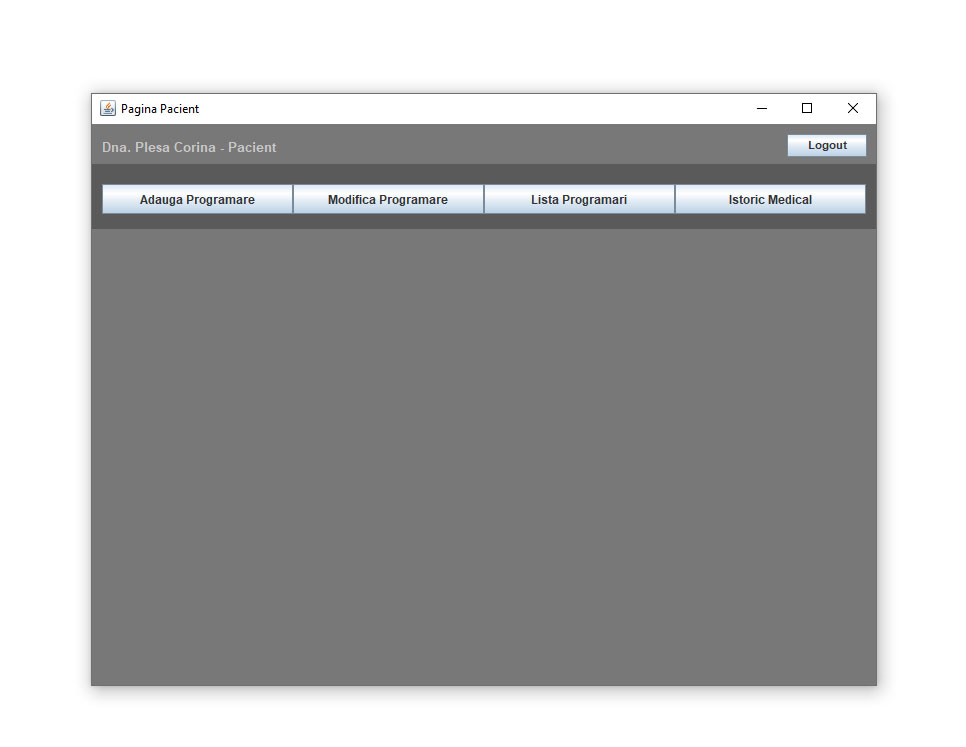 Pagina Pacient
Dna. Plesa Corina - Pacient
Logout
Adauga Programare
Modifica Programare
Lista Programari
Istoric Medical